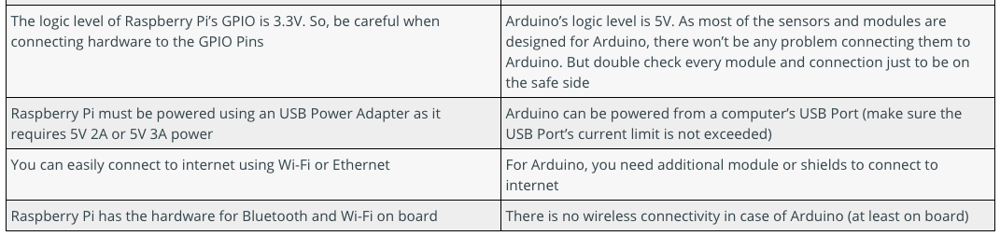 The logic level of Raspberry Pi’s GPIO is 3.3V. So, be careful when
connecting hardware to the GPIO Pins
Arduino’s logic level is 5V. As most of the sensors and modules are
designed for Arduino, there won’t be any problem connecting them to
Arduino. But double check every module and connection just to be on
the safe side
Raspberry Pi must be powered using an USB Power Adapter as it
requires 5V 2A or 5V 3A power
Arduino can be powered from a computer’s USB Port (make sure the
USB Port’s current limit is not exceeded)
You can easily connect to internet using Wi-Fi or Ethernet
For Arduino, you need additional module or shields to connect to
internet
Raspberry Pi has the hardware for Bluetooth and Wi-Fi on board
There is no wireless connectivity in case of Arduino (at least on board)